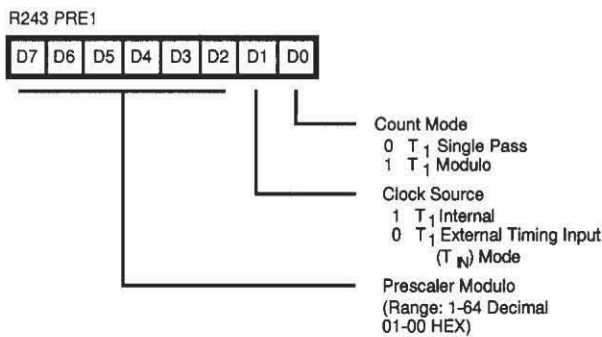 R243 PRE1
D7 D6 D5 D4 D3 D2 D1 D0
Count Mode
0 T1 Single Pass
1 T1 Modulo
Clock Source
1 T1 Internal
0 T1 External Timing Input
(TIN) Mode
Prescaler Modulo
(Range: 1-64 Decimal
01-00 HEX)